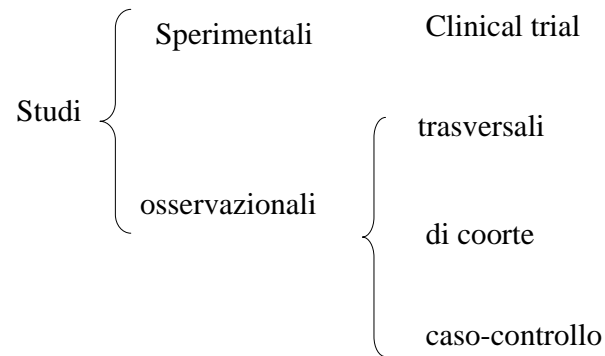 Studi
Sperimentali
Clinical trial
osservazionali
trasversali
di coorte
caso-controllo